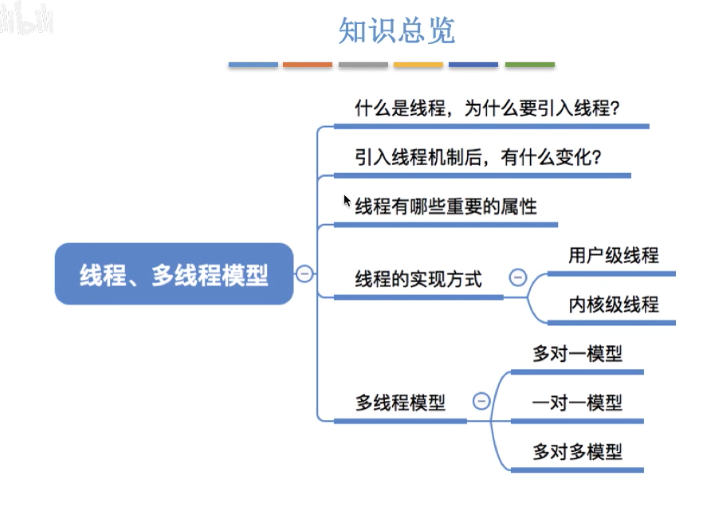 知识总览
什么是线程，为什么要引入线程？
引入线程机制后，有什么变化？
线程有哪些重要的属性
线程、多线程模型
线程的实现方式
用户级线程
内核级线程
多线程模型
多对一模型
一对一模型
多对多模型